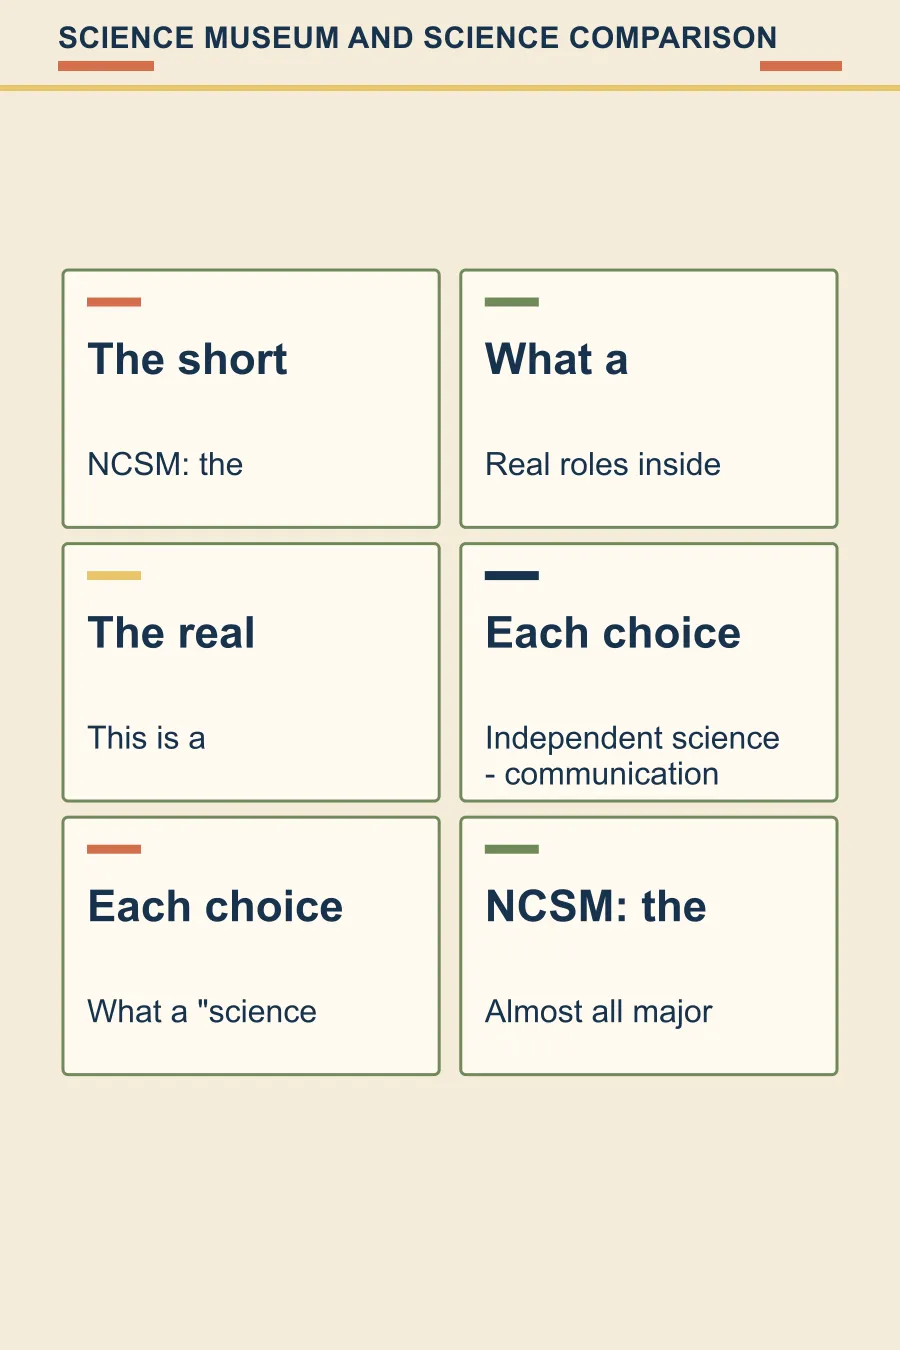 SCIENCE MUSEUM AND SCIENCE COMPARISON
The short
NCSM: the
What a
Real roles inside
The real
This is a
Each choice
Independent science
- communication
Each choice
What a "science
NCSM: the
Almost all major